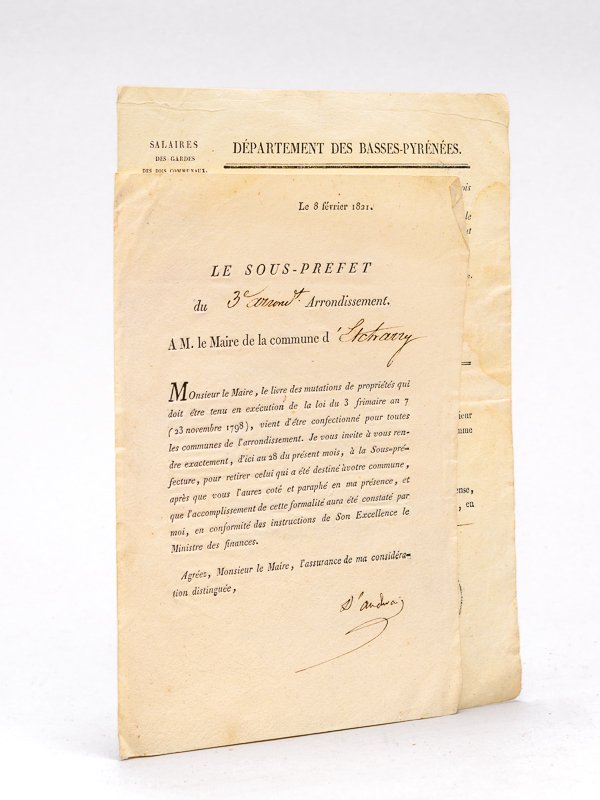 SALAIRES
DES GARDES
DES BOIS COMMUNAUX.
DÉPARTEMENT DES BASSES-PYRÉNÉES.
Le 8 février 1821.
LE SOUS-PREFET
du 3e arrondt. Arrondissement.
A M. le Maire de la commune d'Etcharry
MONSIEUR le Maire, le livre des mutations de propriétés qui
doit être tenu en exécution de la loi du 3 frimaire an 7
(23 novembre 1798), vient d'être confectionné pour toutes
les communes de l'arrondissement. Je vous invite à vous ren-
dre exactement, d'ici au 28 du présent mois, à la Sous-pré-
fecture, pour retirer celui qui a été destiné à votre commune,
après que vous l'aurez coté et paraphé en ma présence, et
que l'accomplissement de cette formalité aura été constaté par
moi, en conformité des instructions de Son Excellence le
Ministre des finances.
Agréez, Monsieur le Maire, l'assurance de ma considéra-
tion distinguée,